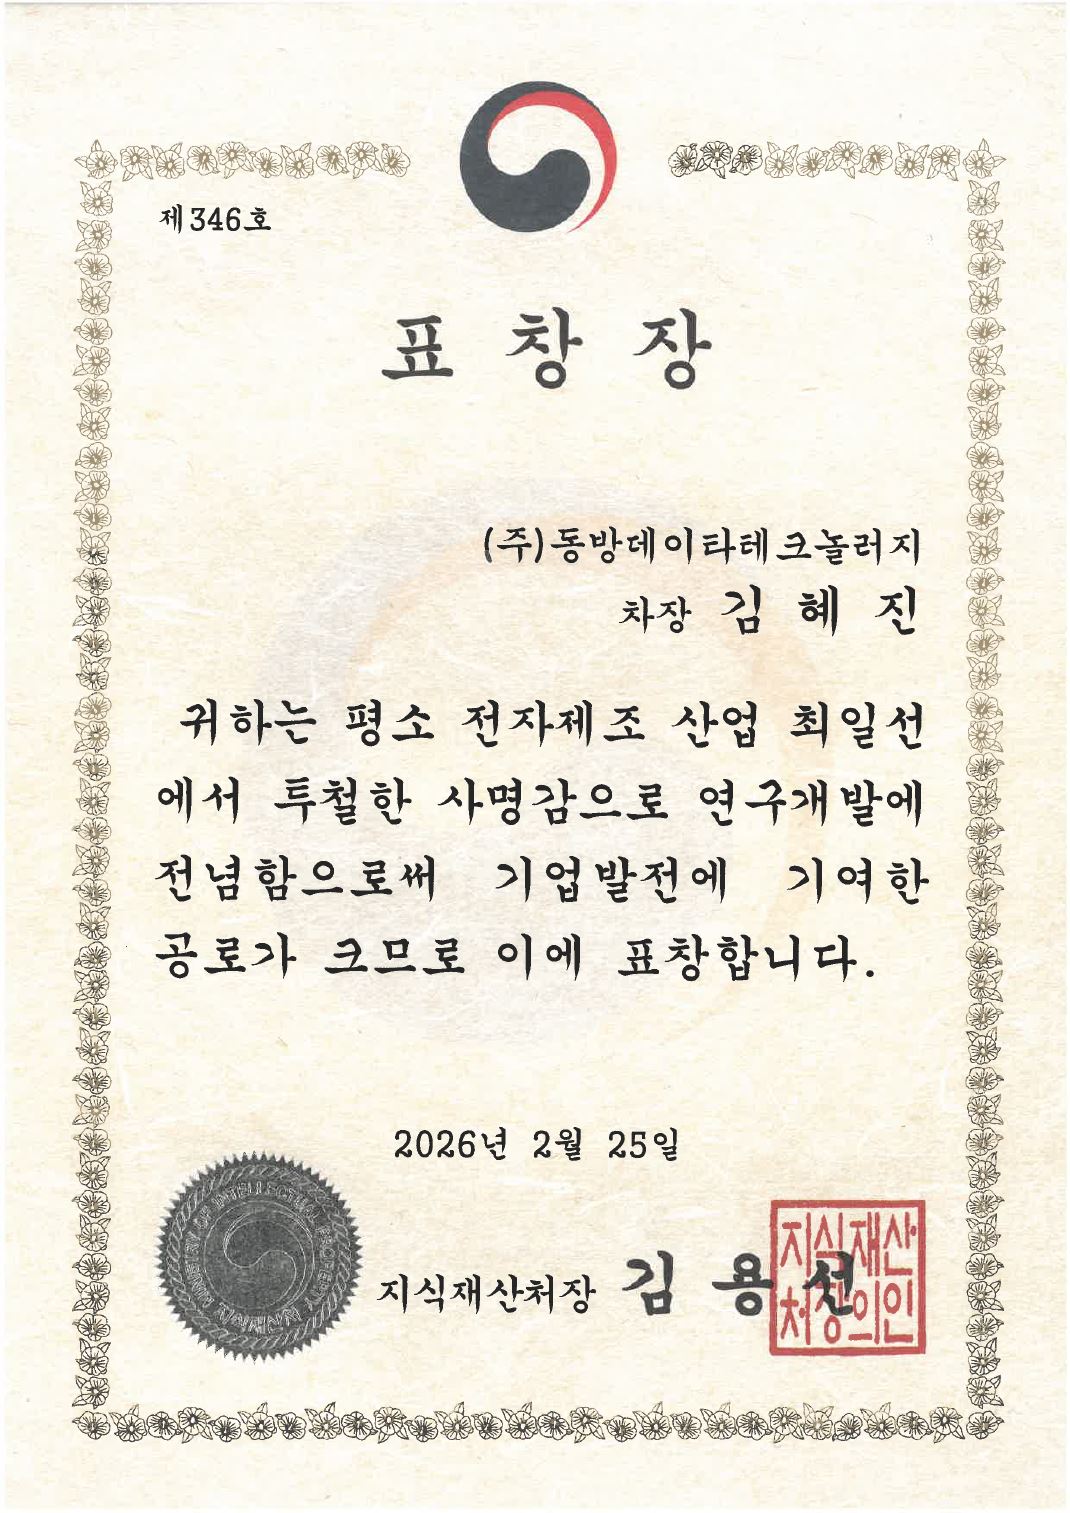 제346호
표 창 장
(주)동방데이타테크놀러지
차장 김 혜 진
귀하는 평소 전자제조 산업 최일선
에서 투철한 사명감으로 연구개발에
전념함으로써 기업발전에 기여한
공로가 크므로 이에 표창합니다.
2026년 2월 25일
MINISTRY OF INTELLECTUAL PROPERTY
지식재산처장 김 용 선
지식재산
처장의인